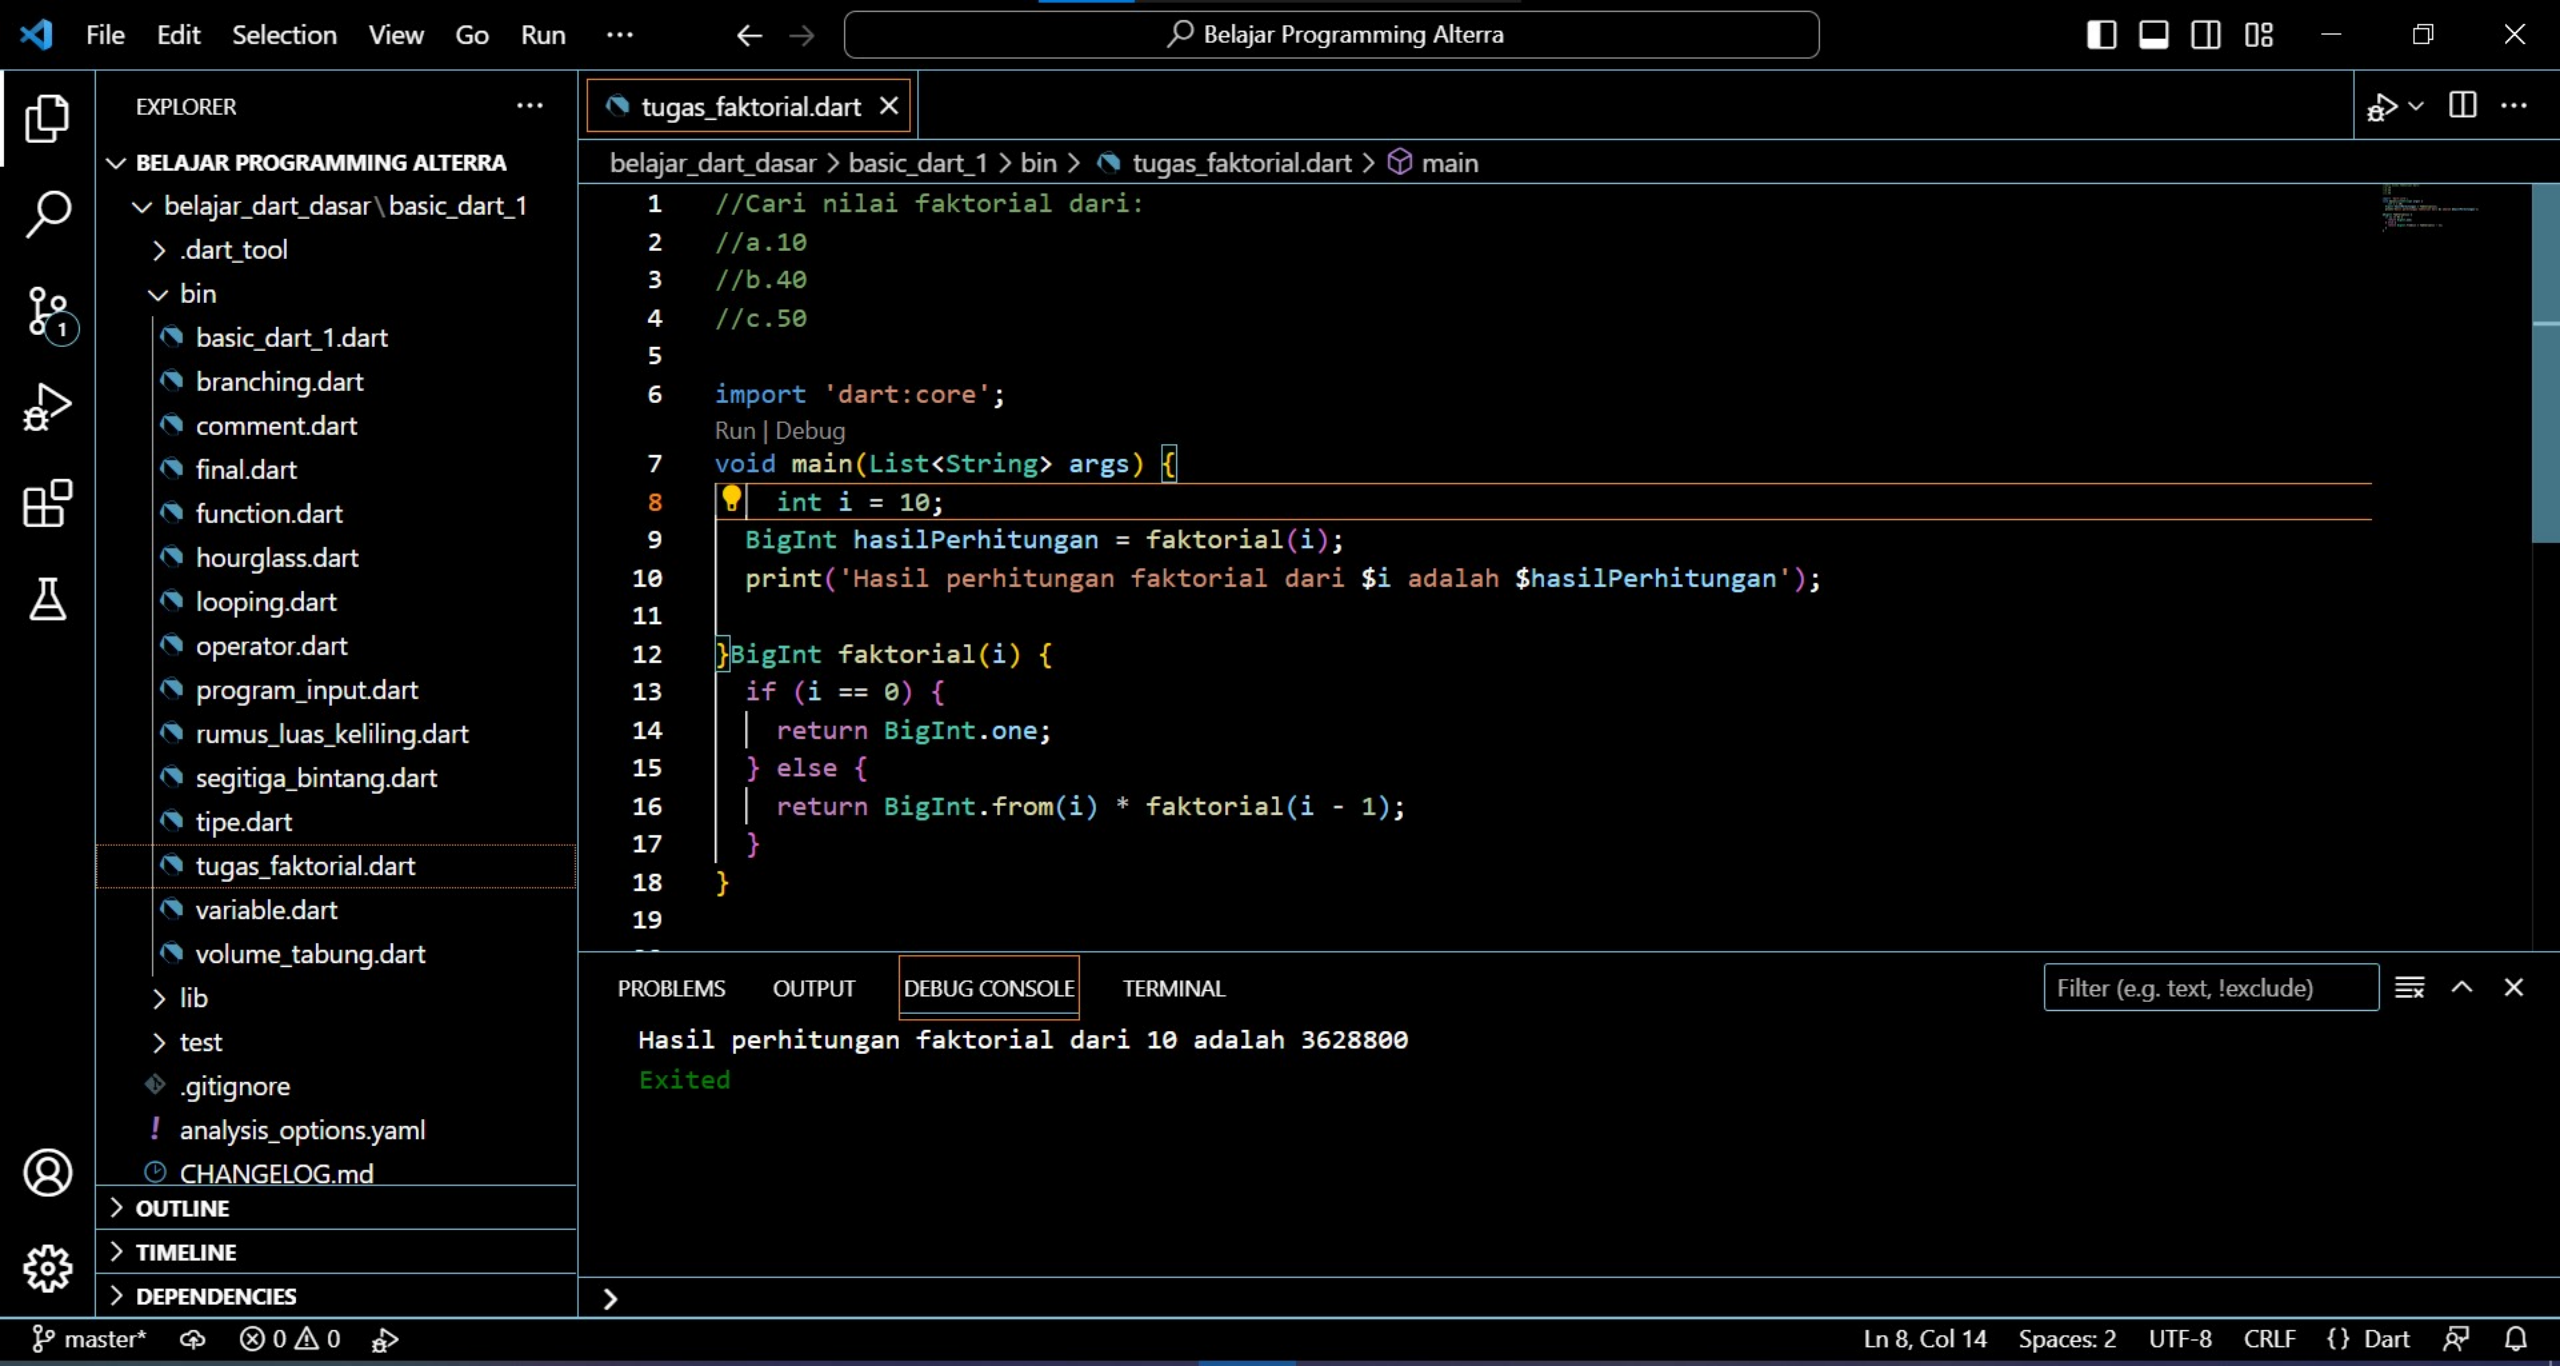 File Edit Selection View Go Run ··· Belajar Programming Alterra
EXPLORER ···
BELAJAR PROGRAMMING ALTERRA
belajar_dart_dasar\basic_dart_1
.dart_tool
bin
basic_dart_1.dart
branching.dart
comment.dart
final.dart
function.dart
hourglass.dart
looping.dart
operator.dart
program_input.dart
rumus_luas_keliling.dart
segitiga_bintang.dart
tipe.dart
tugas_faktorial.dart
variable.dart
volume_tabung.dart
lib
test
.gitignore
! analysis_options.yaml
CHANGELOG.md
OUTLINE
TIMELINE
DEPENDENCIES
1
tugas_faktorial.dart
belajar_dart_dasar > basic_dart_1 > bin > tugas_faktorial.dart > main
1 //Cari nilai faktorial dari:
2 //a.10
3 //b.40
4 //c.50
5
6 import 'dart:core';
Run | Debug
7 void main(List<String> args) {
8 int i = 10;
9 BigInt hasilPerhitungan = faktorial(i);
10 print('Hasil perhitungan faktorial dari $i adalah $hasilPerhitungan');
11
12 }BigInt faktorial(i) {
13 if (i == 0) {
14 return BigInt.one;
15 } else {
16 return BigInt.from(i) * faktorial(i - 1);
17 }
18 }
19
PROBLEMS OUTPUT DEBUG CONSOLE TERMINAL Filter (e.g. text, !exclude)
Hasil perhitungan faktorial dari 10 adalah 3628800
Exited
master* 0 0 Ln 8, Col 14 Spaces: 2 UTF-8 CRLF {} Dart